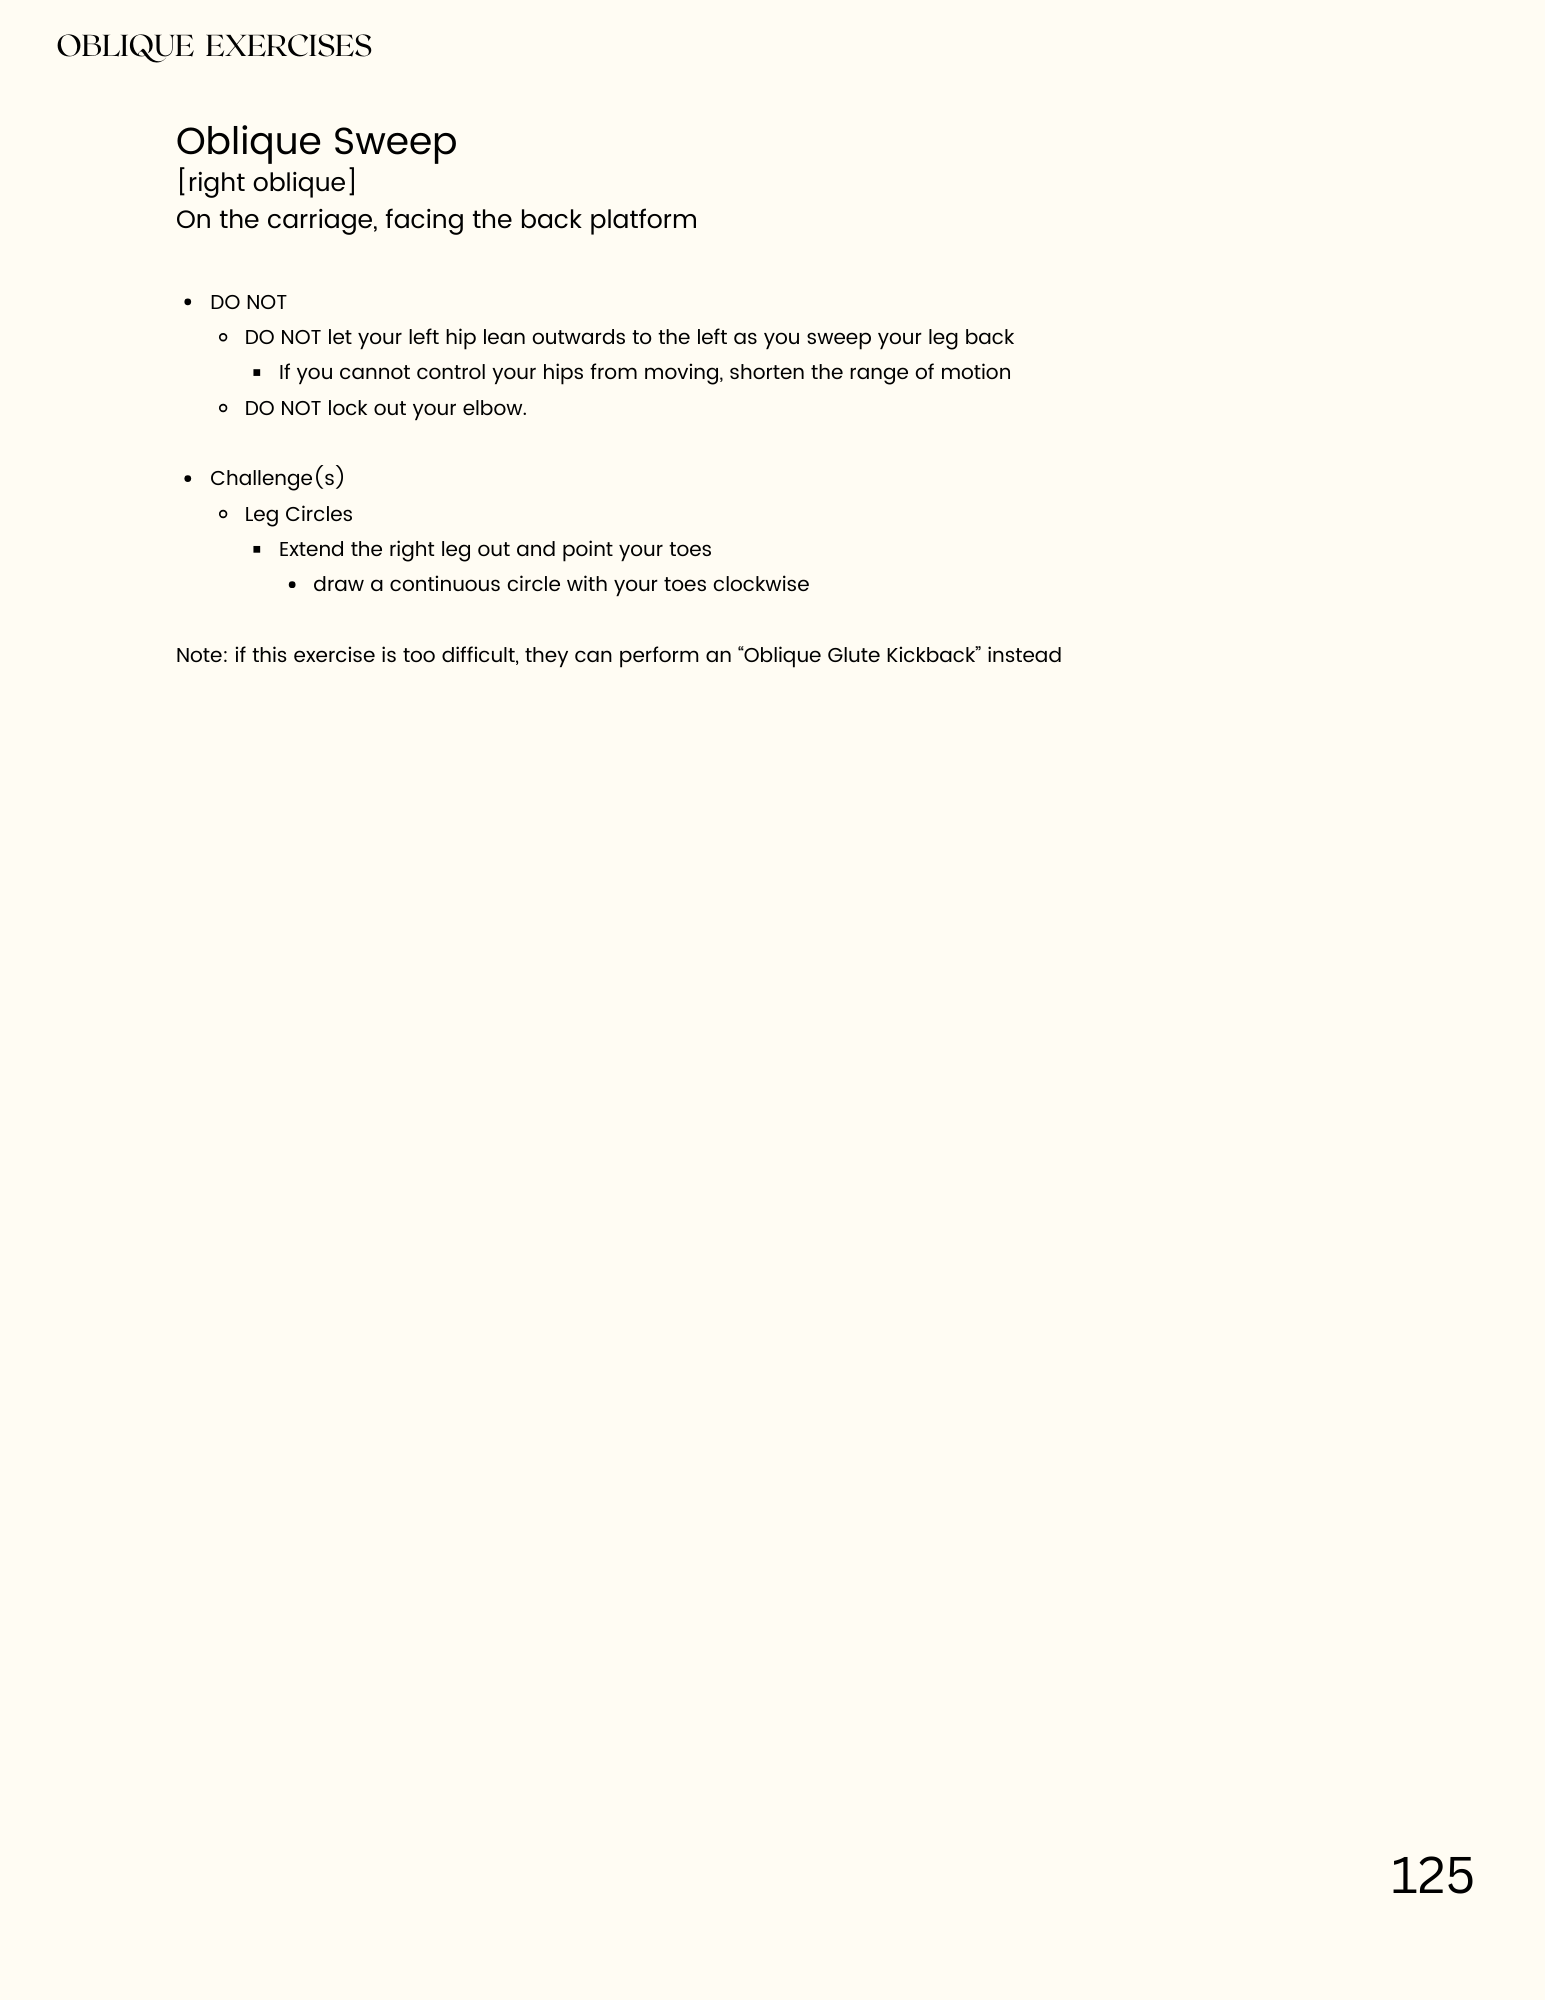 OBLIQUE EXERCISES
Oblique Sweep
[right oblique]
On the carriage, facing the back platform
• DO NOT
○ DO NOT let your left hip lean outwards to the left as you sweep your leg back
▪ If you cannot control your hips from moving, shorten the range of motion
○ DO NOT lock out your elbow.
• Challenge(s)
○ Leg Circles
▪ Extend the right leg out and point your toes
• draw a continuous circle with your toes clockwise
Note: if this exercise is too difficult, they can perform an “Oblique Glute Kickback” instead
125